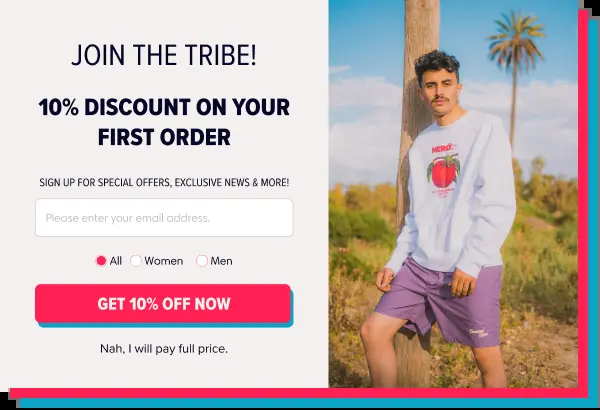 JOIN THE TRIBE!
10% DISCOUNT ON YOUR
FIRST ORDER
SIGN UP FOR SPECIAL OFFERS, EXCLUSIVE NEWS & MORE!
Please enter your email address.
All Women Men
GET 10% OFF NOW
Nah, I will pay full price.